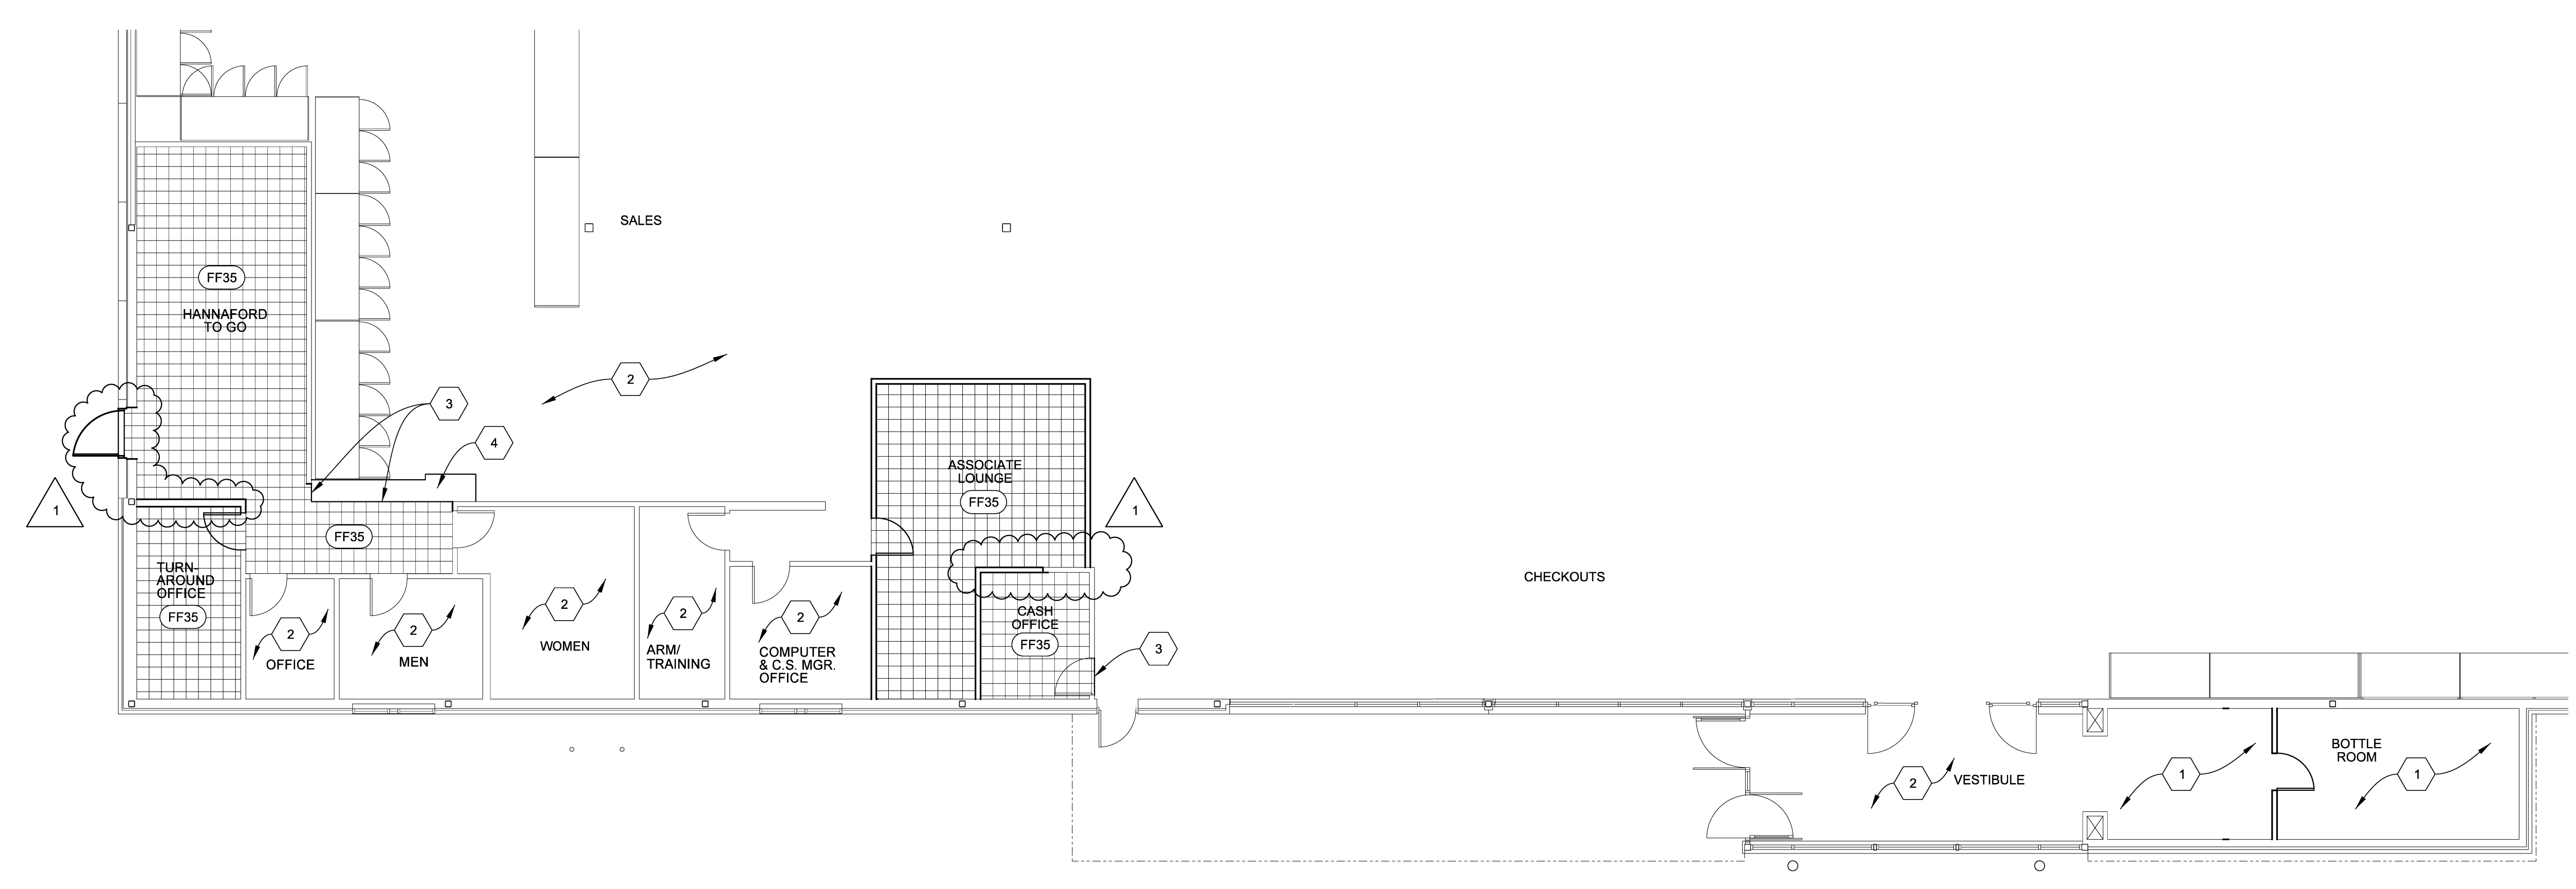 SALES
FF35
HANNAFORD
TO GO
2
3
4
1
FF35
TURN-
AROUND
OFFICE
FF35
2
OFFICE
2
MEN
2
WOMEN
2
ARM/
TRAINING
2
COMPUTER
& C.S. MGR.
OFFICE
ASSOCIATE
LOUNGE
FF35
1
CASH
OFFICE
FF35
3
CHECKOUTS
2
VESTIBULE
1
BOTTLE
ROOM
1